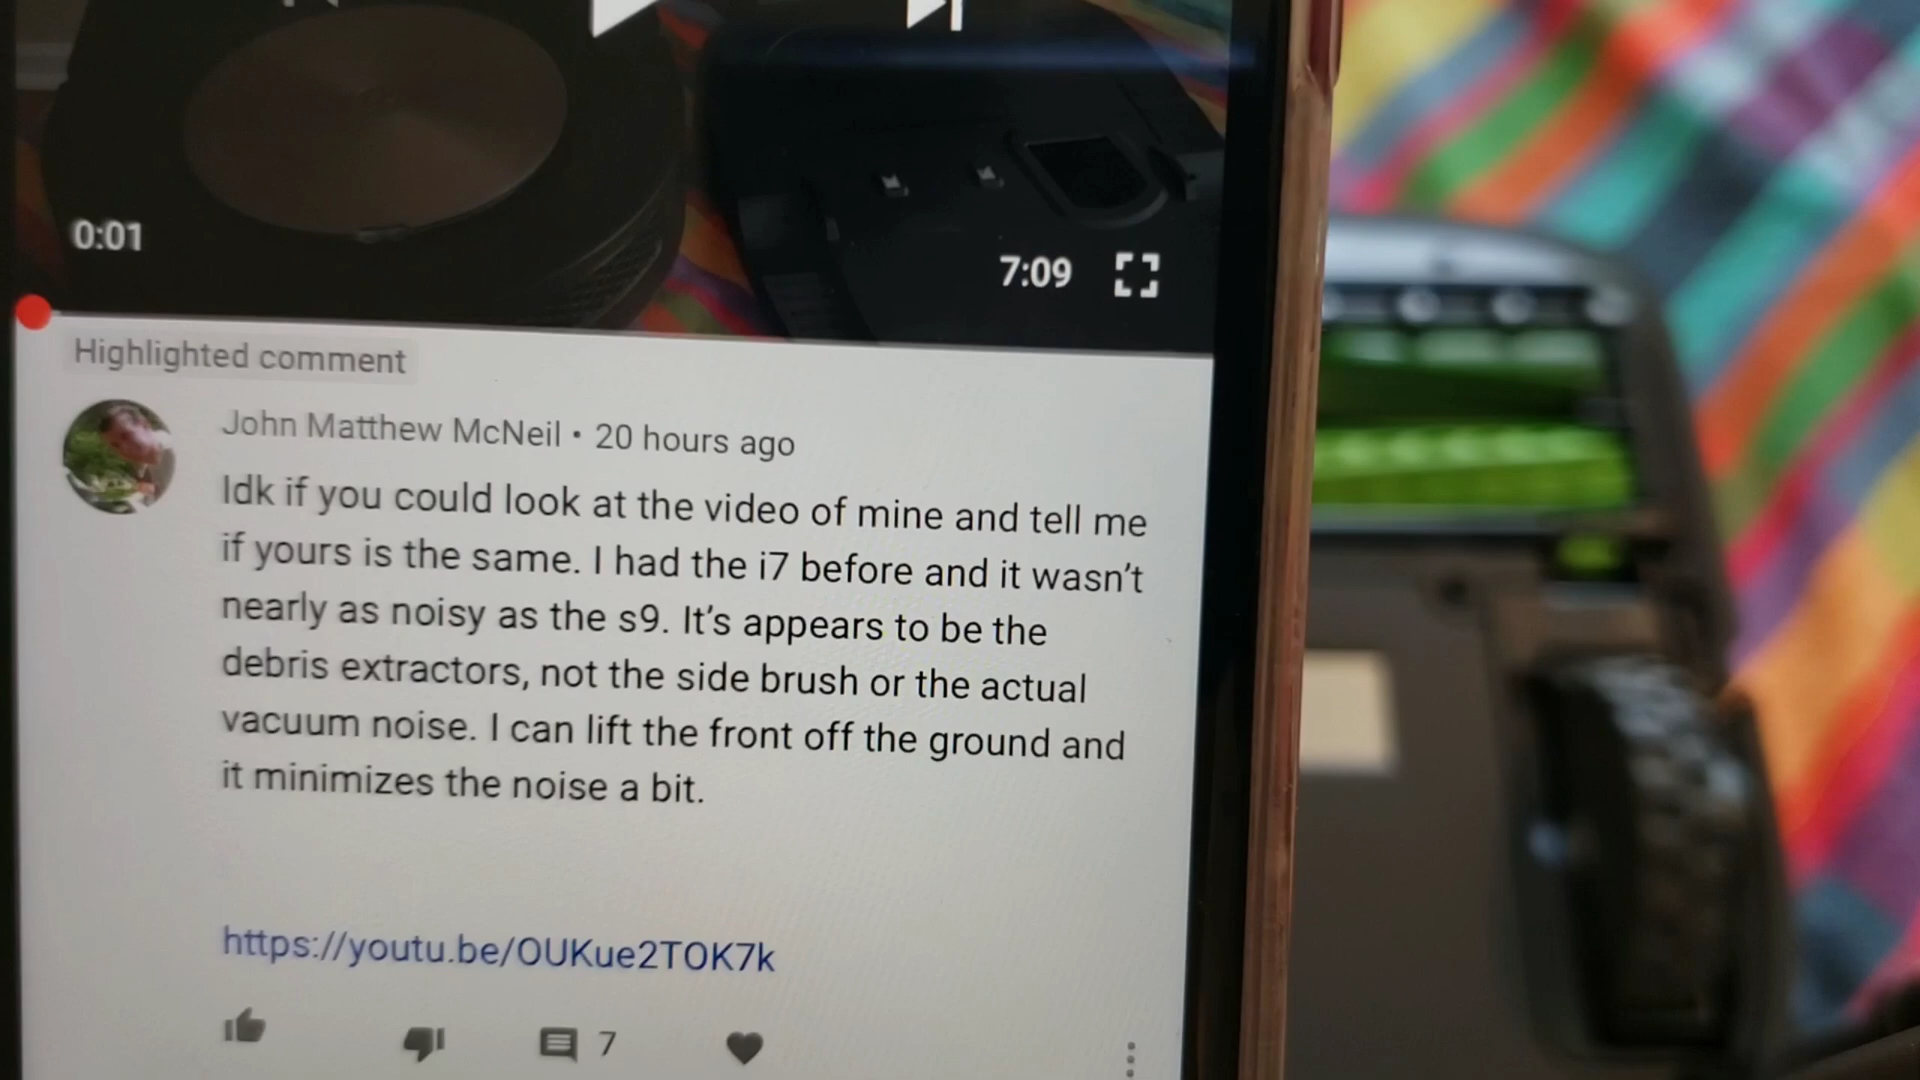 0:01
7:09
Highlighted comment
John Matthew McNeil • 20 hours ago
Idk if you could look at the video of mine and tell me
if yours is the same. I had the i7 before and it wasn't
nearly as noisy as the s9. It's appears to be the
debris extractors, not the side brush or the actual
vacuum noise. I can lift the front off the ground and
it minimizes the noise a bit.
https://youtu.be/OUKue2TOK7k
7